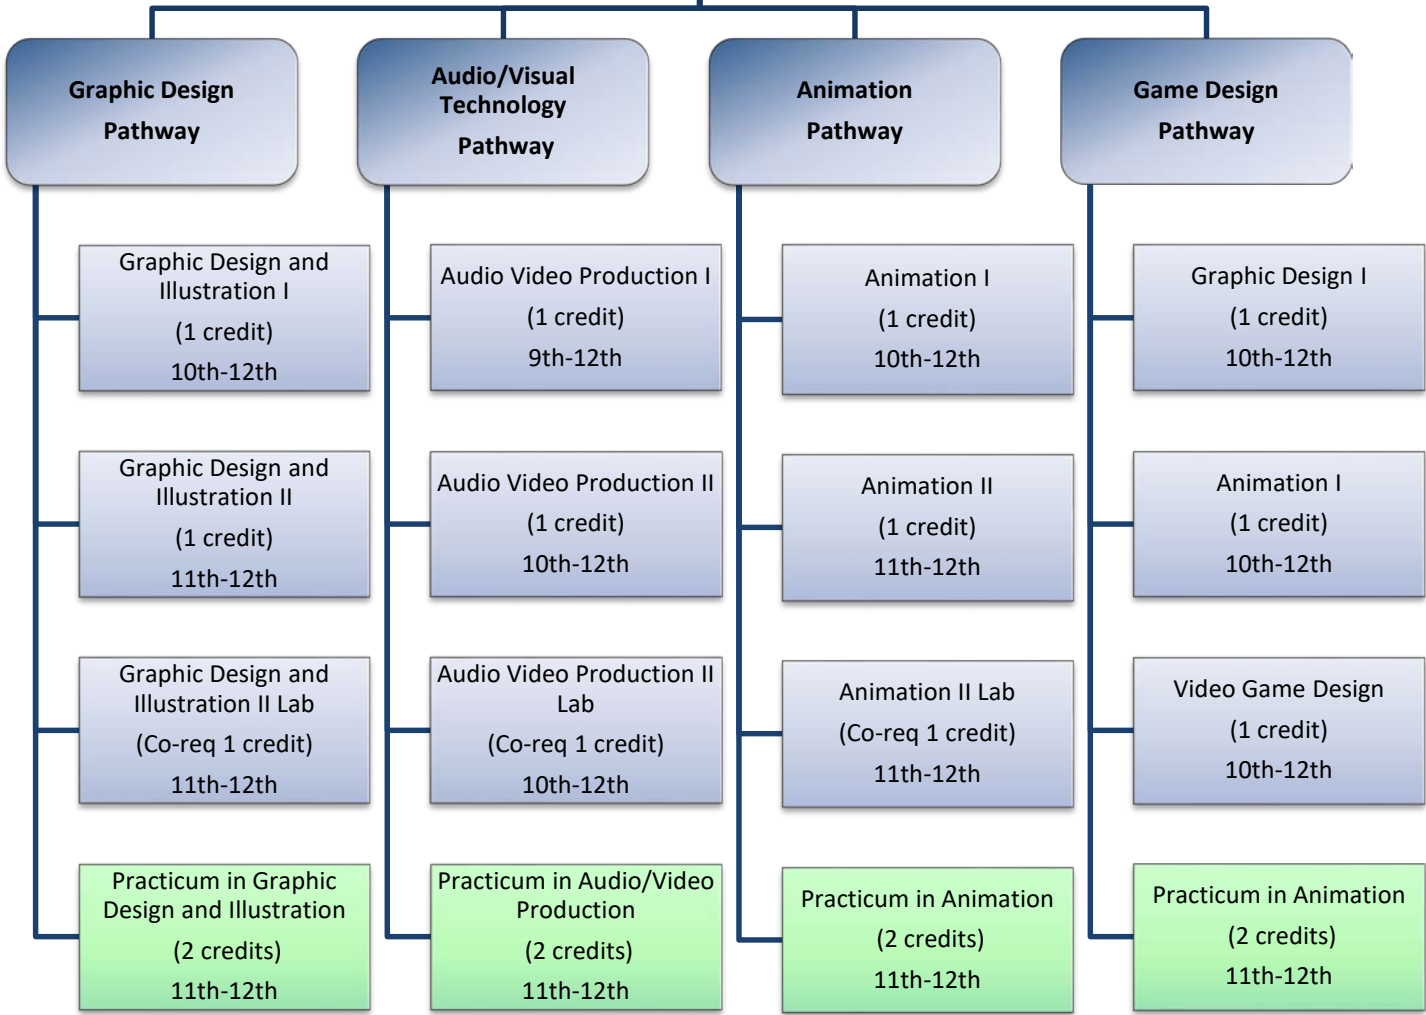 Graphic Design
Pathway
Graphic Design and
Illustration I
(1 credit)
10th-12th
Graphic Design and
Illustration II
(1 credit)
11th-12th
Graphic Design and
Illustration II Lab
(Co-req 1 credit)
11th-12th
Practicum in Graphic
Design and Illustration
(2 credits)
11th-12th
Audio/Visual
Technology
Pathway
Audio Video Production I
(1 credit)
9th-12th
Audio Video Production II
(1 credit)
10th-12th
Audio Video Production II
Lab
(Co-req 1 credit)
10th-12th
Practicum in Audio/Video
Production
(2 credits)
11th-12th
Animation
Pathway
Animation I
(1 credit)
10th-12th
Animation II
(1 credit)
11th-12th
Animation II Lab
(Co-req 1 credit)
11th-12th
Practicum in Animation
(2 credits)
11th-12th
Game Design
Pathway
Graphic Design I
(1 credit)
10th-12th
Animation I
(1 credit)
10th-12th
Video Game Design
(1 credit)
10th-12th
Practicum in Animation
(2 credits)
11th-12th